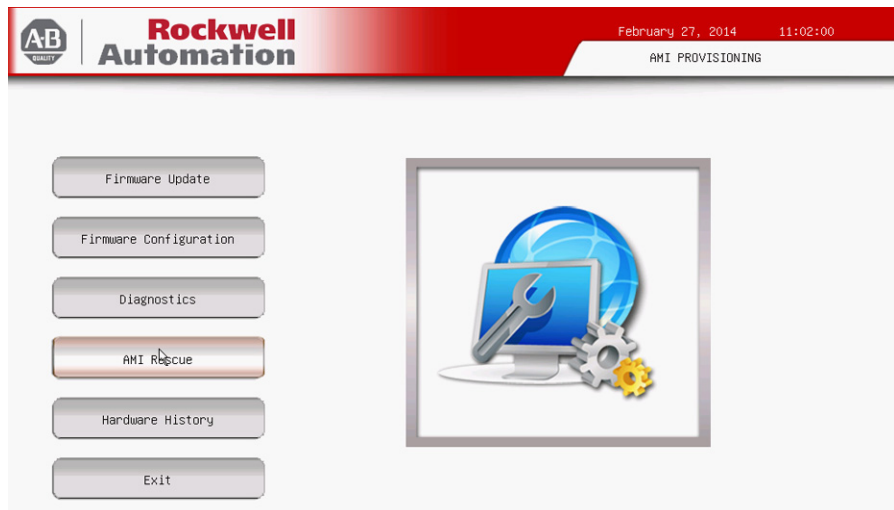 A-B
QUALITY
Rockwell
Automation
February 27, 2014 11:02:00
AMI PROVISIONING
Firmware Update
Firmware Configuration
Diagnostics
AMI Rescue
Hardware History
Exit